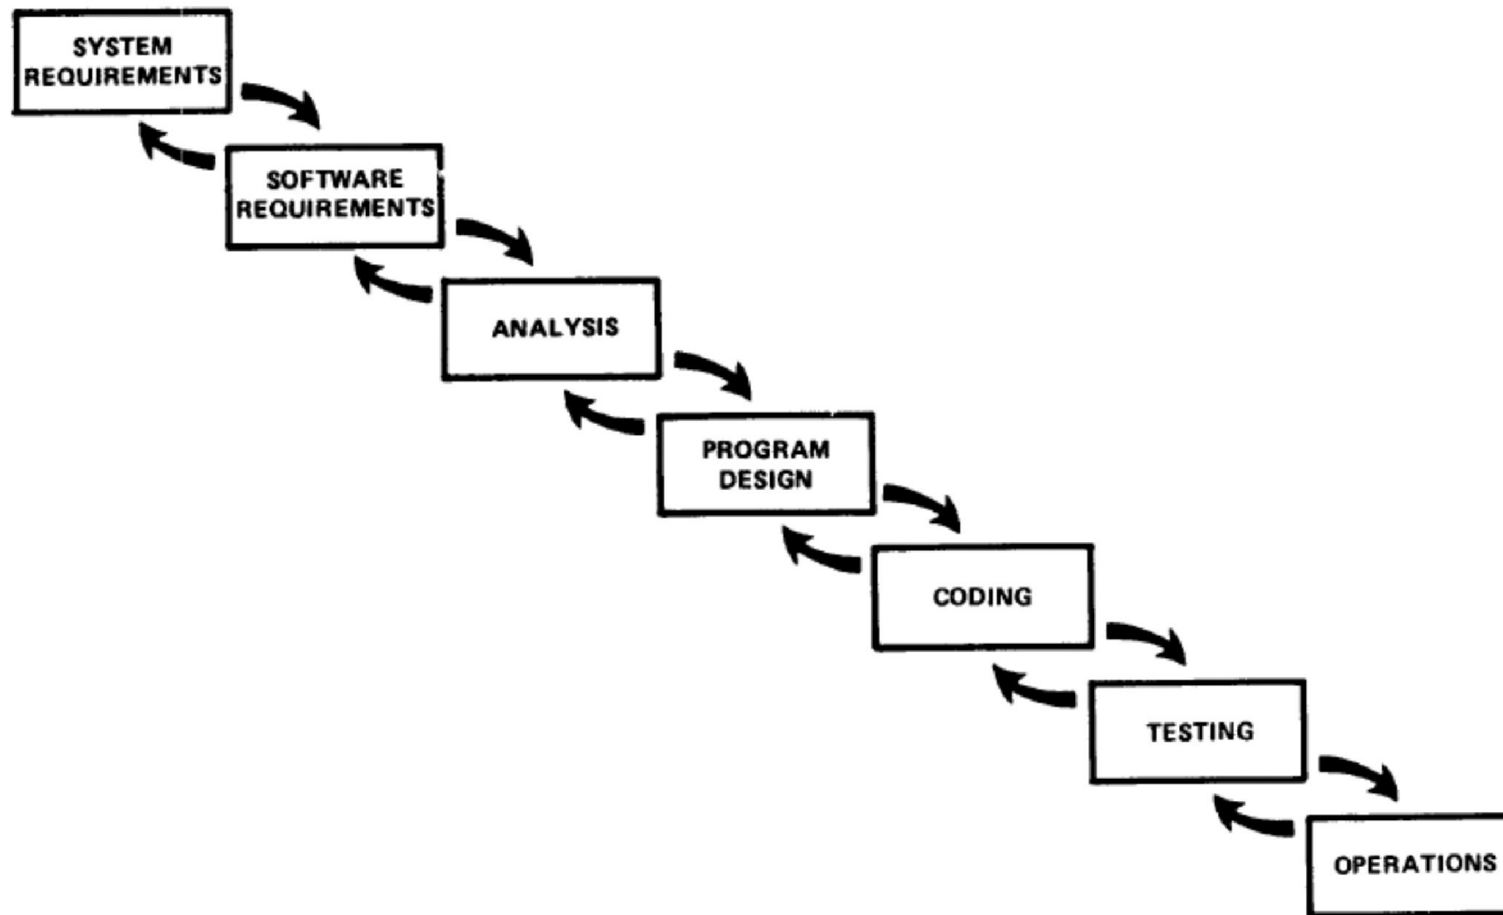 SYSTEM
REQUIREMENTS
SOFTWARE
REQUIREMENTS
ANALYSIS
PROGRAM
DESIGN
CODING
TESTING
OPERATIONS